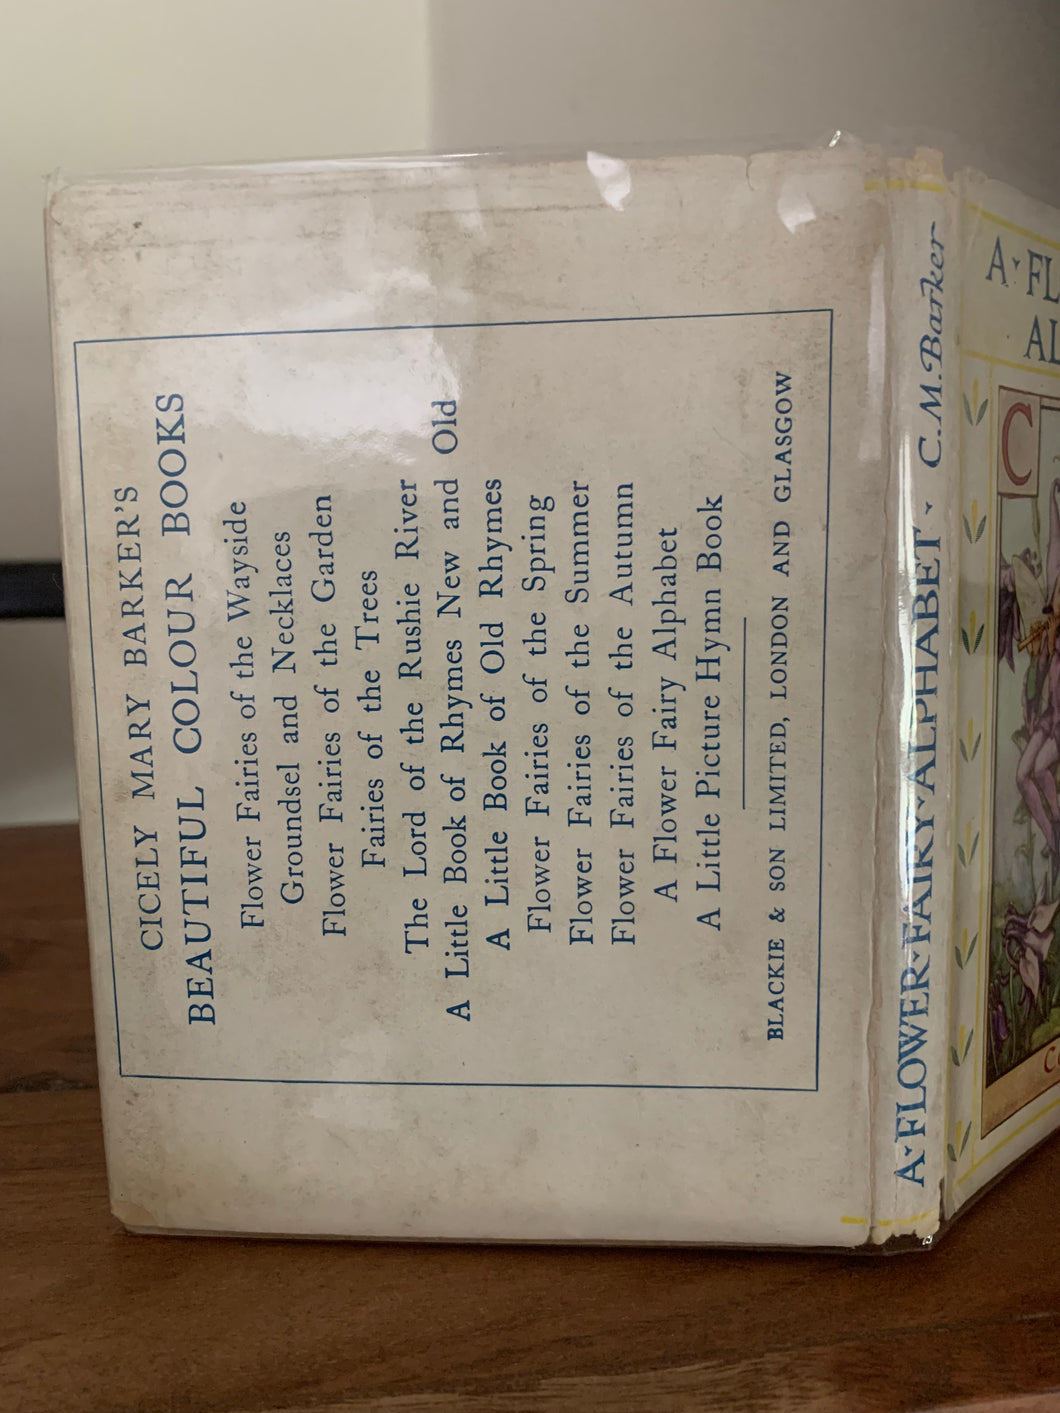 CICELY MARY BARKER'S
BEAUTIFUL COLOUR BOOKS
Flower Fairies of the Wayside
Groundsel and Necklaces
Flower Fairies of the Garden
Fairies of the Trees
The Lord of the Rushie River
A Little Book of Rhymes New and Old
A Little Book of Old Rhymes
Flower Fairies of the Spring
Flower Fairies of the Summer
Flower Fairies of the Autumn
A Flower Fairy Alphabet
A Little Picture Hymn Book
BLACKIE & SON LIMITED, LONDON AND GLASGOW
A·FLOWER·FAIRY·ALPHABET · C.M.Barker
A · FL
AL
C
C